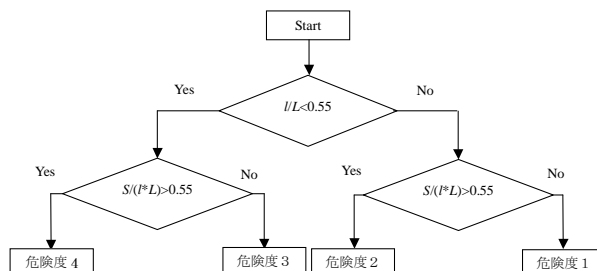 Start
Yes
l/L<0.55
No
Yes
S/(l*L)>0.55
No
Yes
S/(l*L)>0.55
No
危険度４
危険度３
危険度２
危険度１